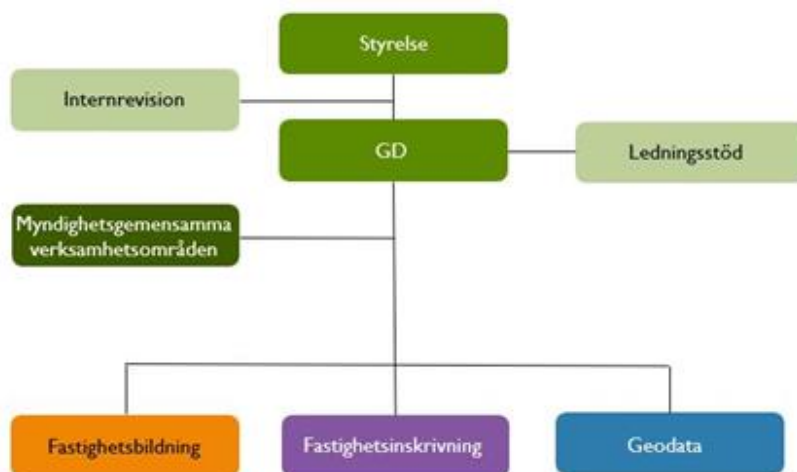 Styrelse
Internrevision
GD
Ledningsstöd
Myndighetsgemensamma
verksamhetsområden
Fastighetsbildning
Fastighetsinskrivning
Geodata